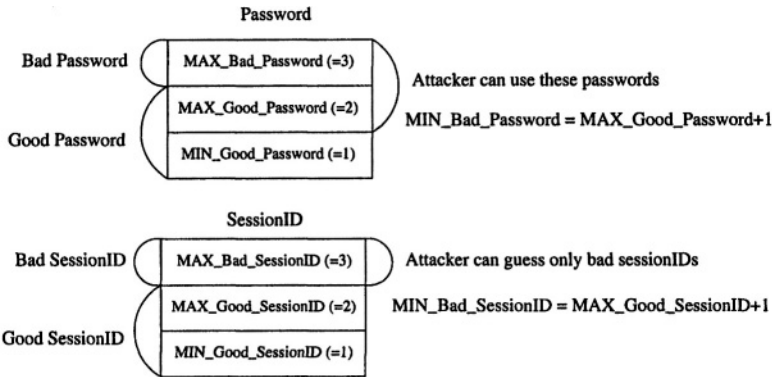 Password
Bad Password
MAX_Bad_Password (=3)
Attacker can use these passwords
MAX_Good_Password (=2)
MIN_Bad_Password = MAX_Good_Password+1
Good Password
MIN_Good_Password (=1)
SessionID
Bad SessionID
MAX_Bad_SessionID (=3)
Attacker can guess only bad sessionIDs
MAX_Good_SessionID (=2)
MIN_Bad_SessionID = MAX_Good_SessionID+1
Good SessionID
MIN_Good_SessionID (=1)